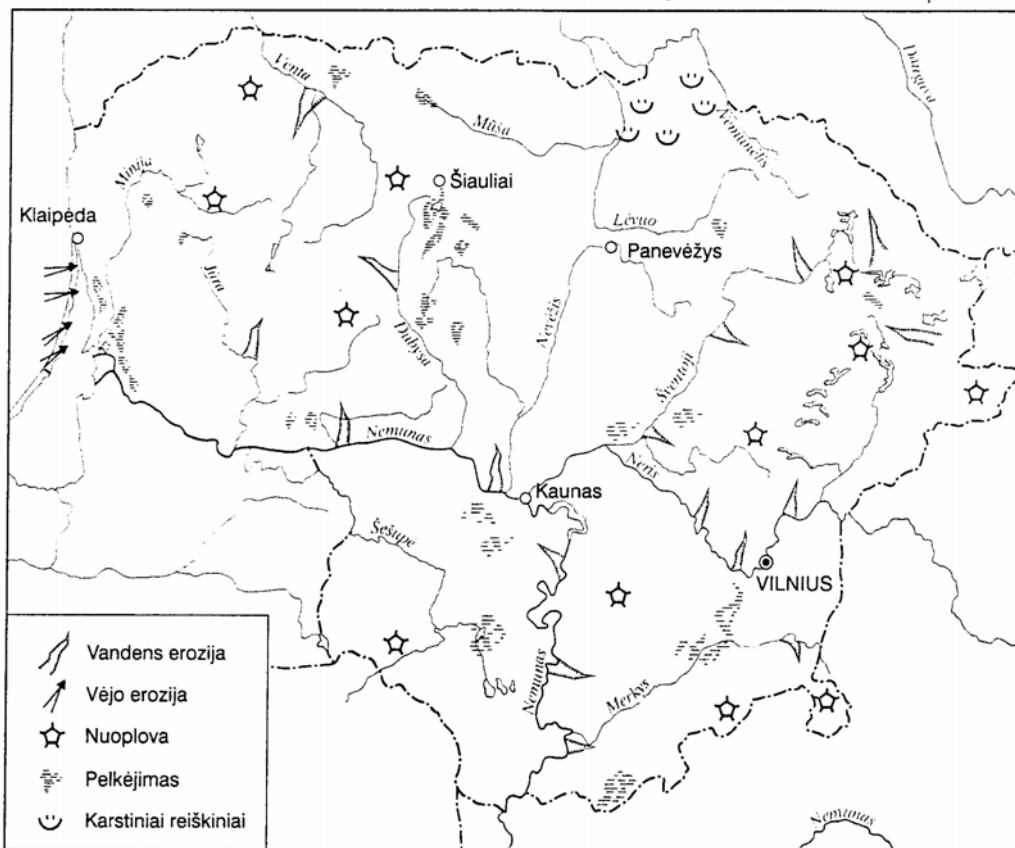 Venta
Mūša
Nemunėlis
Daugava
Minija
Šiauliai
Klaipėda
Lėvuo
Panevėžys
Jūra
Dubysa
Nevėžis
Šventoji
Nemunas
Neris
Kaunas
Šešupė
VILNIUS
Nemunas
Merkys
Vandens erozija
Vėjo erozija
Nuoplova
Pelkėjimas
Karstiniai reiškiniai
Nemunas